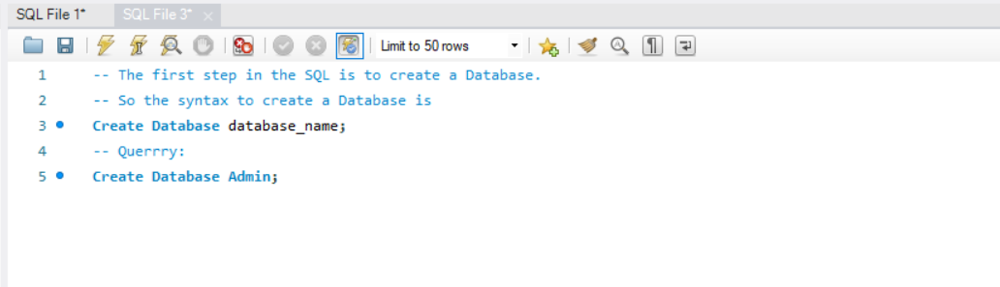 SQL File 1*
SQL File 3*
Limit to 50 rows
1 -- The first step in the SQL is to create a Database.
2 -- So the syntax to create a Database is
3 Create Database database_name;
4 -- Querrry:
5 Create Database Admin;